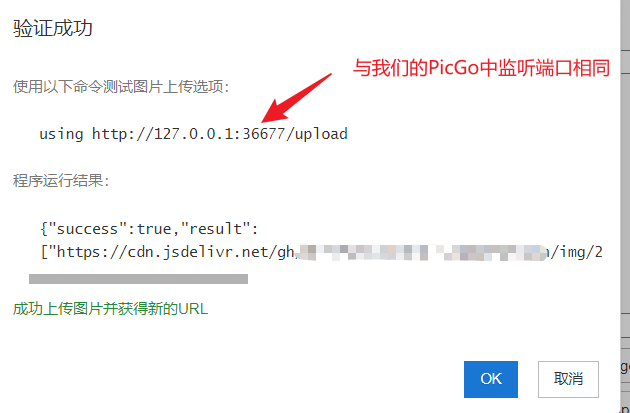 验证成功
与我们的PicGo中监听端口相同
使用以下命令测试图片上传选项：
using http://127.0.0.1:36677/upload
程序运行结果：
{"success":true,"result":
["https://cdn.jsdelivr.net/gh/ /img/2
成功上传图片并获得新的URL
OK 取消